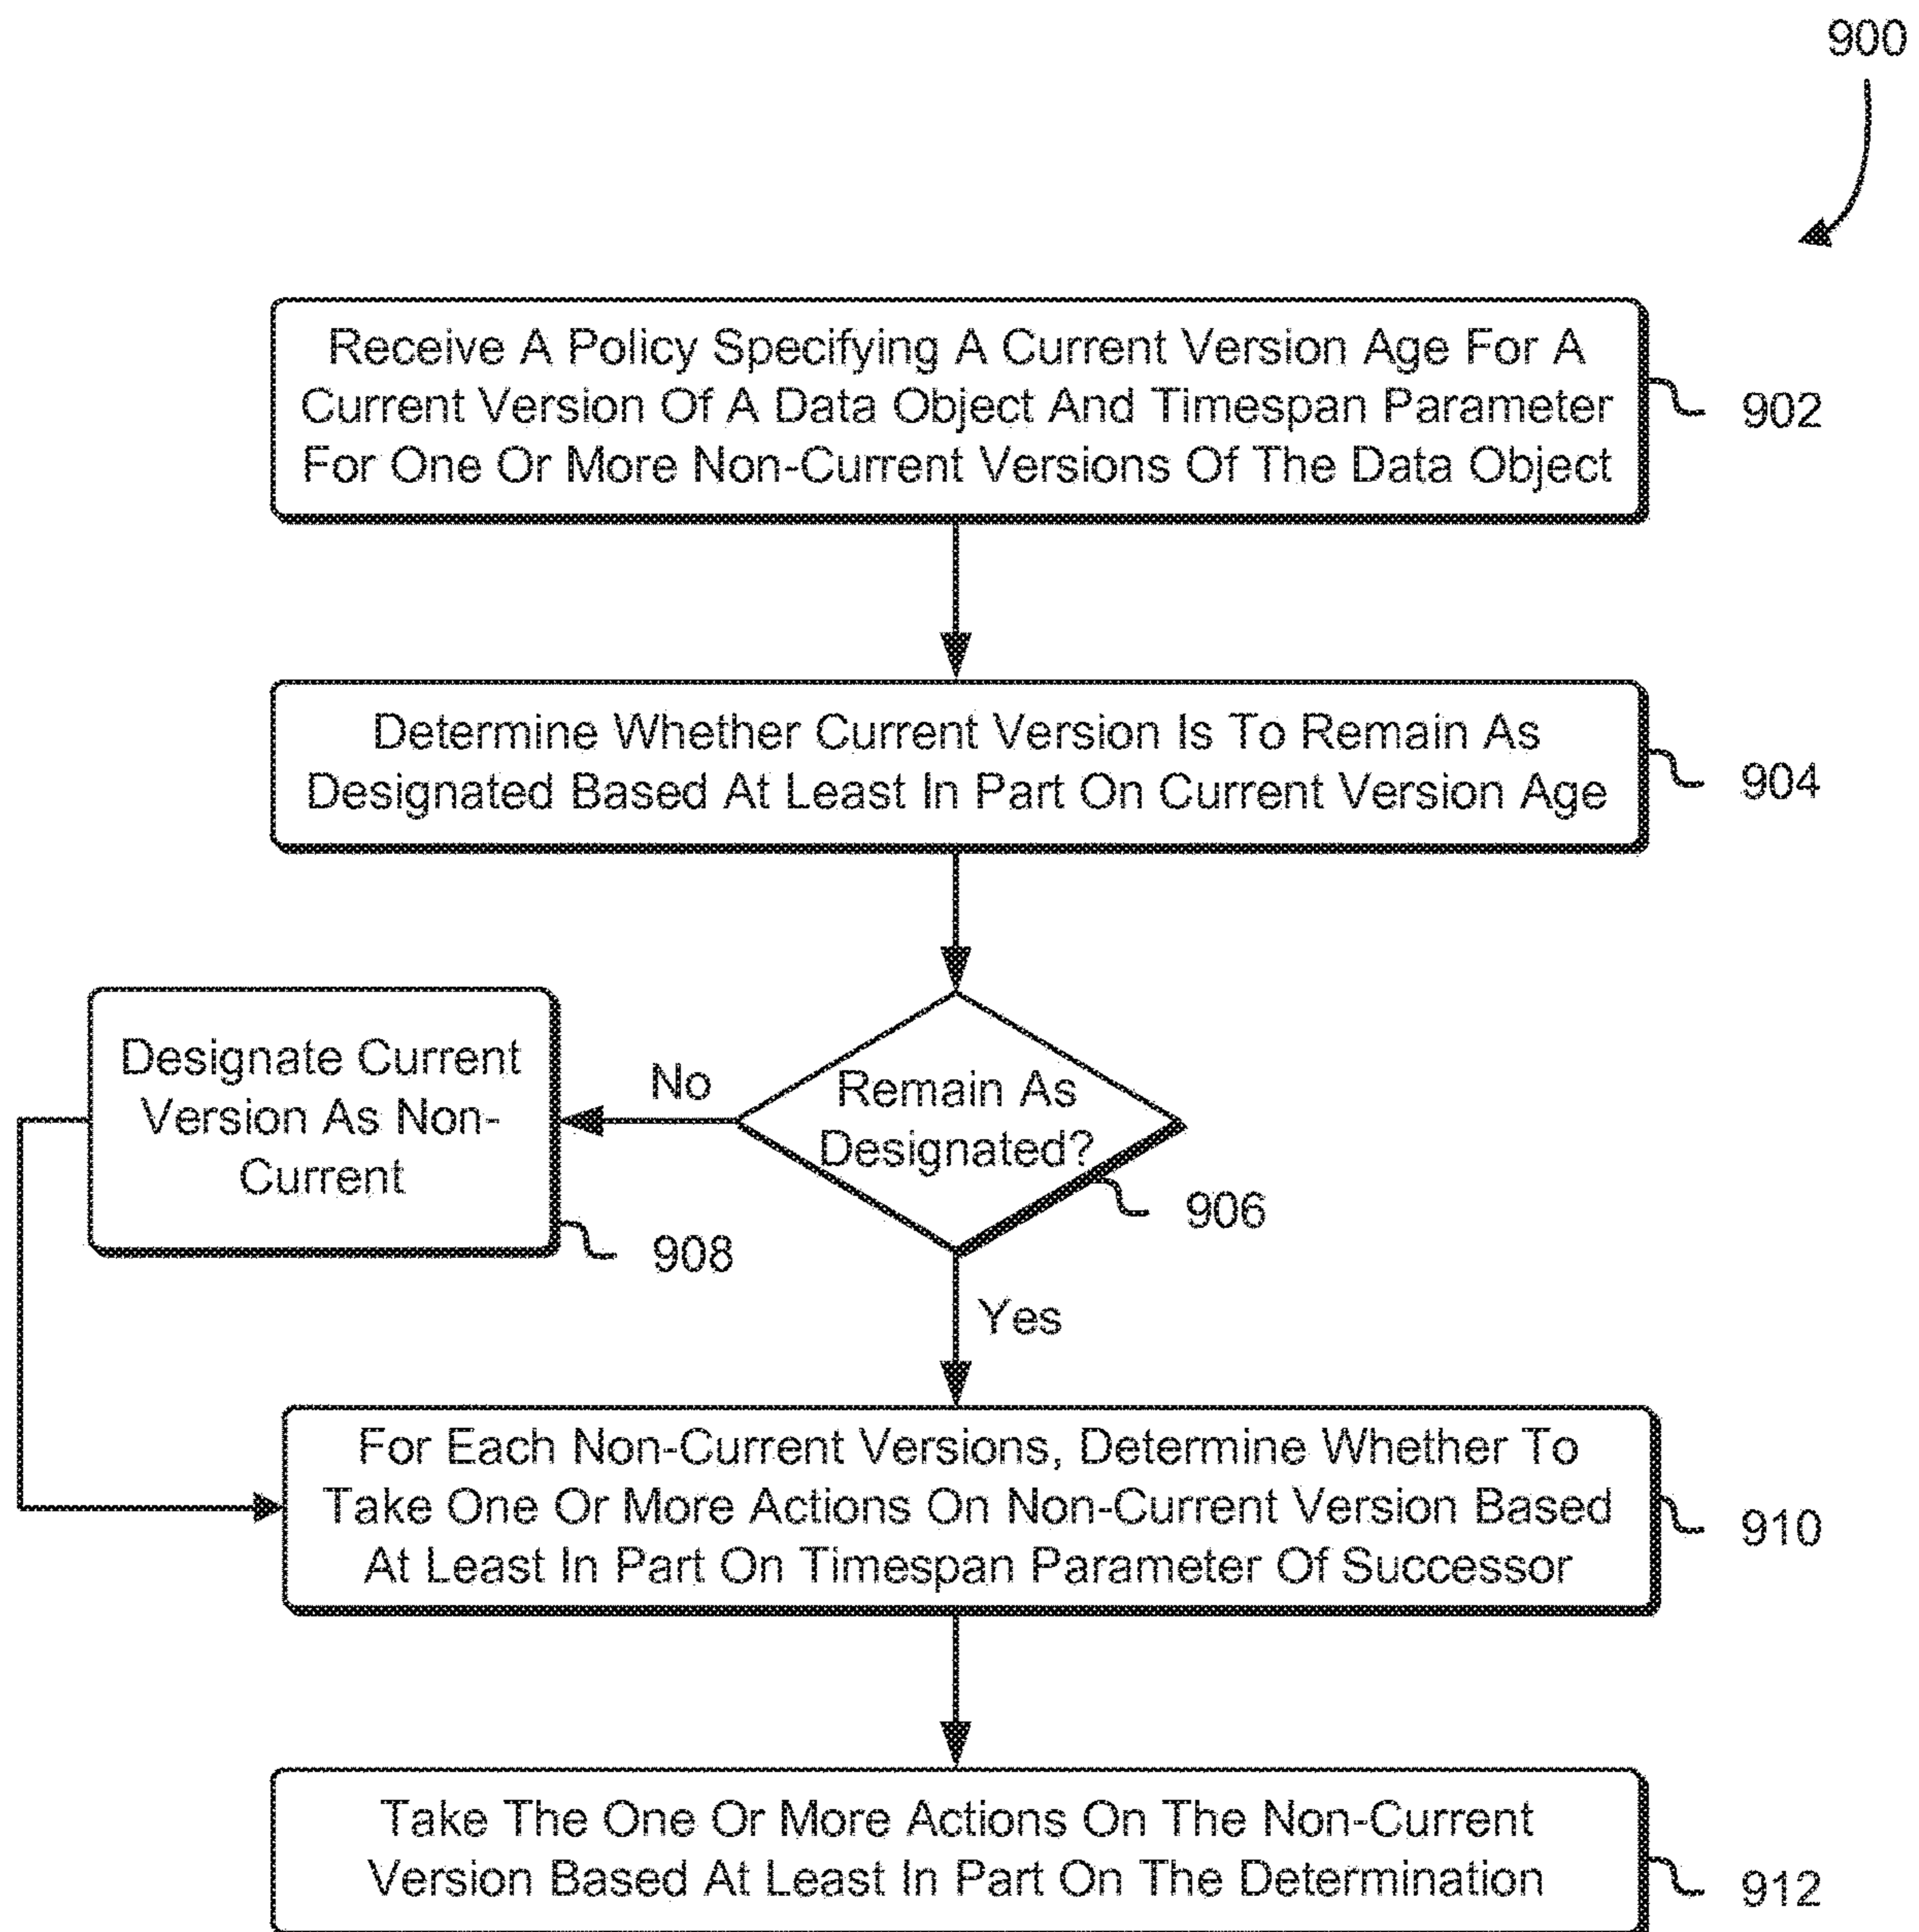 900
Receive A Policy Specifying A Current Version Age For A
Current Version Of A Data Object And Timespan Parameter
For One Or More Non-Current Versions Of The Data Object
902
Determine Whether Current Version Is To Remain As
Designated Based At Least In Part On Current Version Age
904
Remain As
Designated?
906
No
Designate Current
Version As Non-
Current
908
Yes
For Each Non-Current Versions, Determine Whether To
Take One Or More Actions On Non-Current Version Based
At Least In Part On Timespan Parameter Of Successor
910
Take The One Or More Actions On The Non-Current
Version Based At Least In Part On The Determination
912